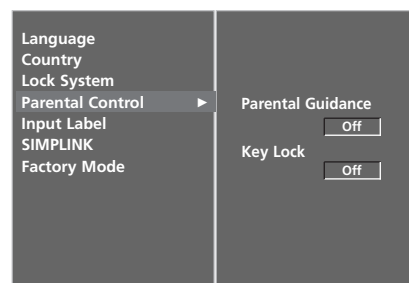 Language
Country
Lock System
Parental Control ►
Input Label
SIMPLINK
Factory Mode
Parental Guidance
Off
Key Lock
Off